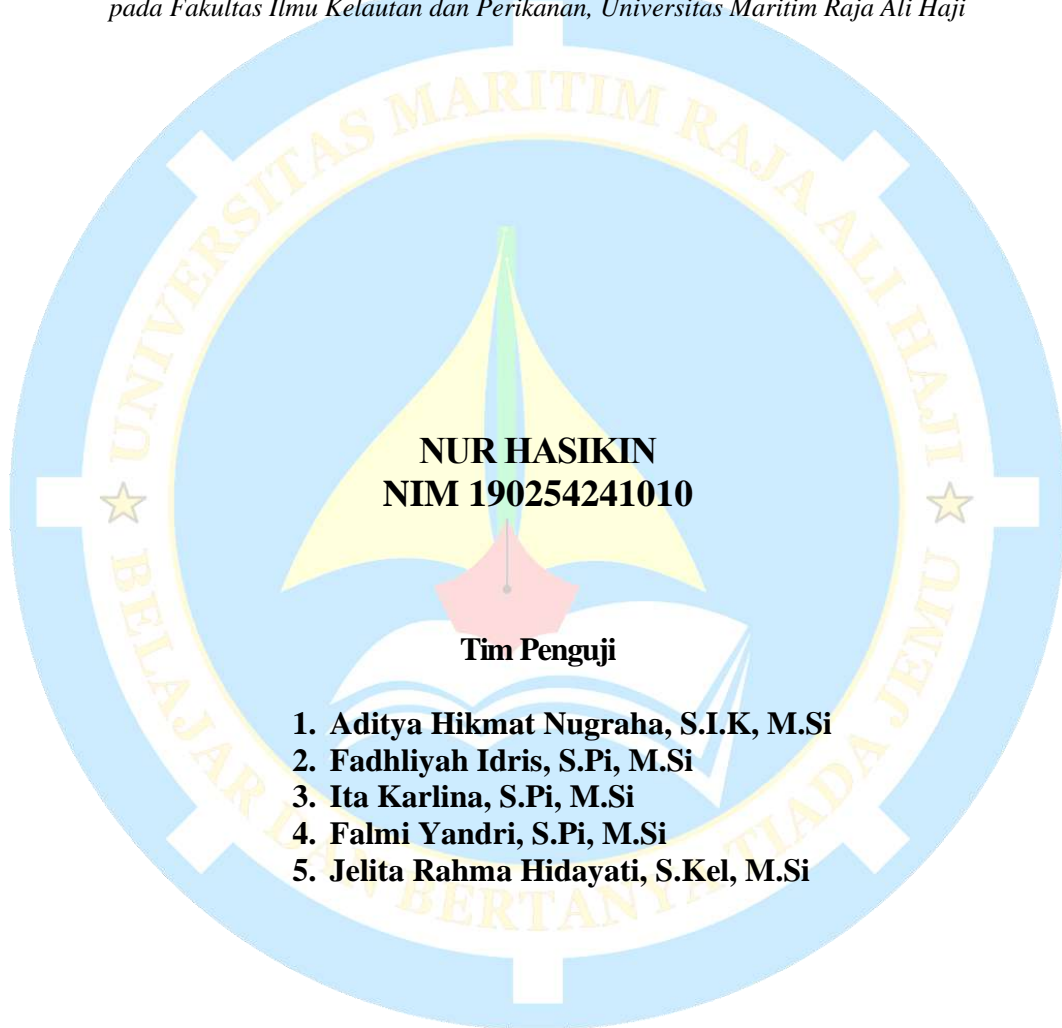 pada Fakultas Ilmu Kelautan dan Perikanan, Universitas Maritim Raja Ali Haji
UNIVERSITAS MARITIM RAJA ALI HAJI
NUR HASIKIN
NIM 190254241010
Tim Penguji
1. Aditya Hikmat Nugraha, S.I.K, M.Si
2. Fadhliyah Idris, S.Pi, M.Si
3. Ita Karlina, S.Pi, M.Si
4. Falmi Yandri, S.Pi, M.Si
5. Jelita Rahma Hidayati, S.Kel, M.Si
BELAJAR DAN BERTANYA TIADA JEMU